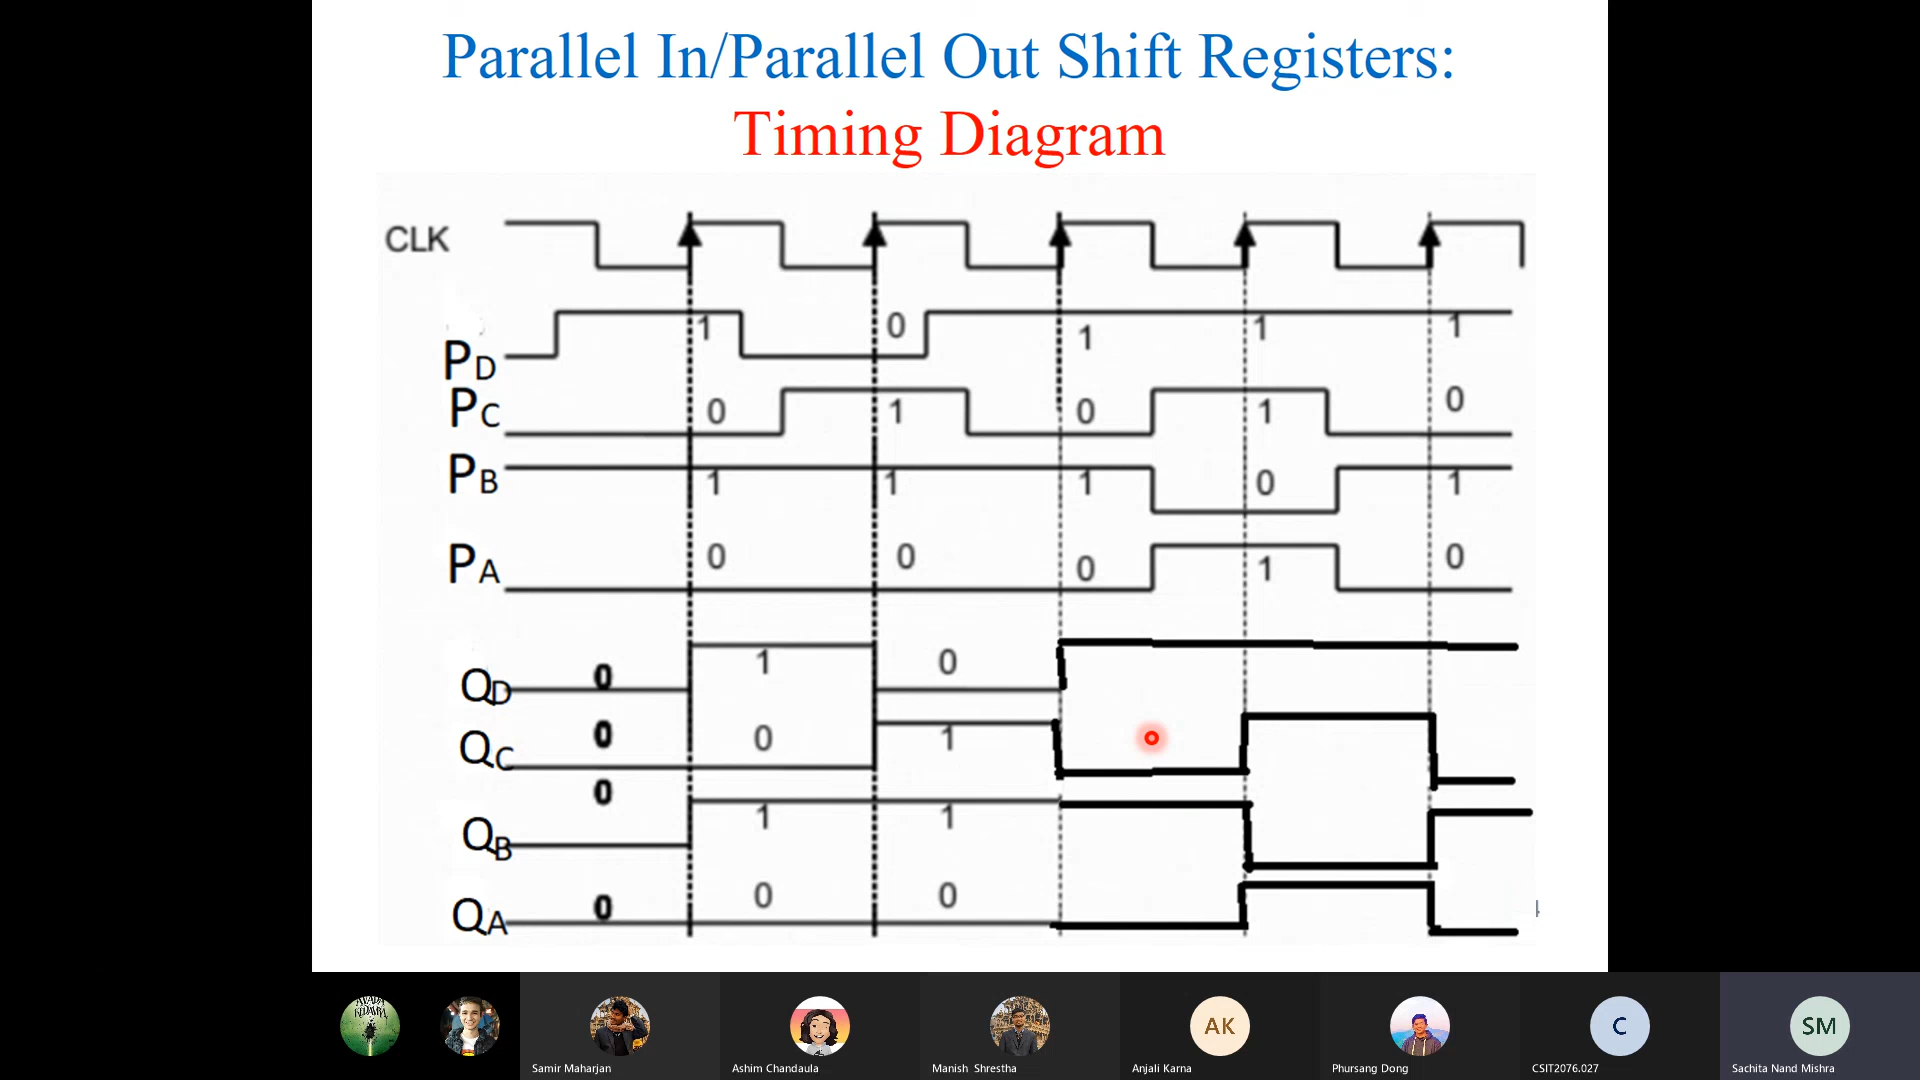 Parallel In/Parallel Out Shift Registers:
Timing Diagram
CLK
PD 1 0 1 1 1
PC 0 1 0 1 0
PB 1 1 1 0 1
PA 0 0 0 1 0
QD 0 1 0
QC 0 0 1
QB 0 1 1
QA 0 0 0
4
AVADA
KEDAVRA
AK
C
SM
Samir Maharjan
Ashim Chandaula
Manish Shrestha
Anjali Karna
Phursang Dong
CSIT2076.027
Sachita Nand Mishra